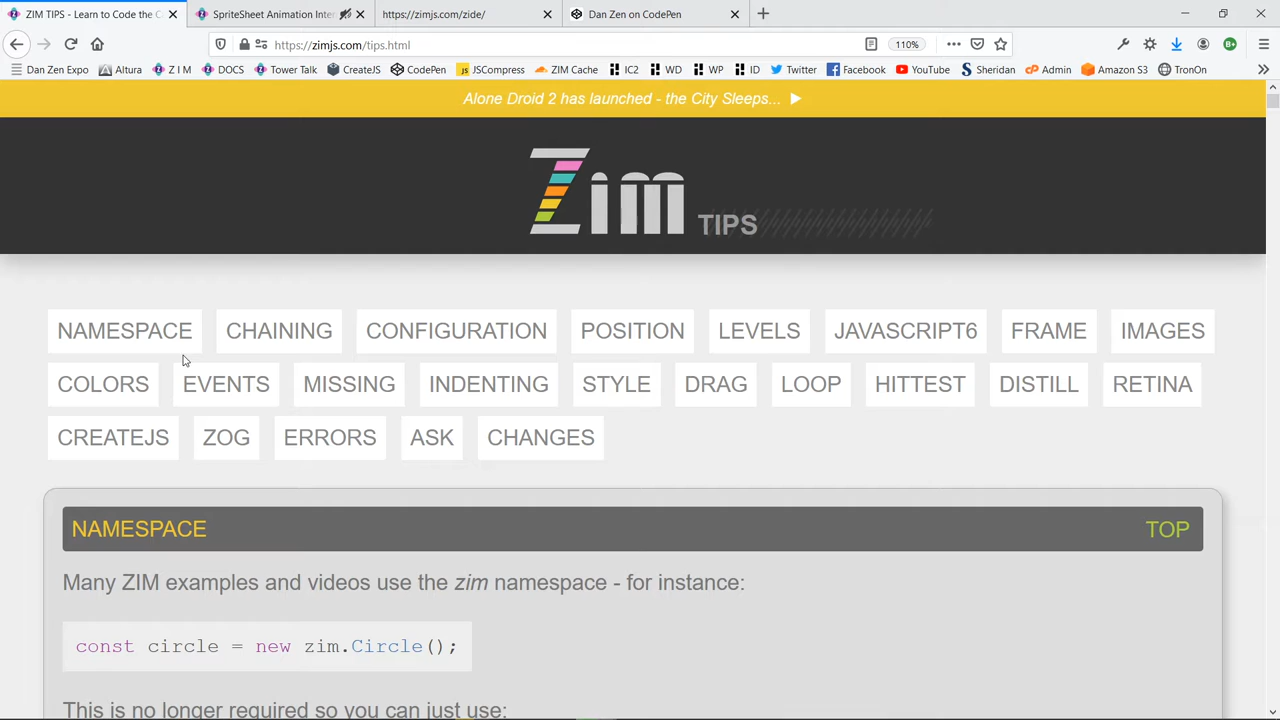 ZIM TIPS - Learn to Code the C
SpriteSheet Animation Inter
https://zimjs.com/zide/
Dan Zen on CodePen
https://zimjs.com/tips.html
110%
Dan Zen Expo
Altura
Z I M
DOCS
Tower Talk
CreateJS
CodePen
JSCompress
ZIM Cache
IC2
WD
WP
ID
Twitter
Facebook
YouTube
Sheridan
Admin
Amazon S3
TronOn
Alone Droid 2 has launched - the City Sleeps...
Zim TIPS
NAMESPACE CHAINING CONFIGURATION POSITION LEVELS JAVASCRIPT6 FRAME IMAGES
COLORS EVENTS MISSING INDENTING STYLE DRAG LOOP HITTEST DISTILL RETINA
CREATEJS ZOG ERRORS ASK CHANGES
NAMESPACE TOP
Many ZIM examples and videos use the zim namespace - for instance:
const circle = new zim.Circle();
This is no longer required so you can just use: